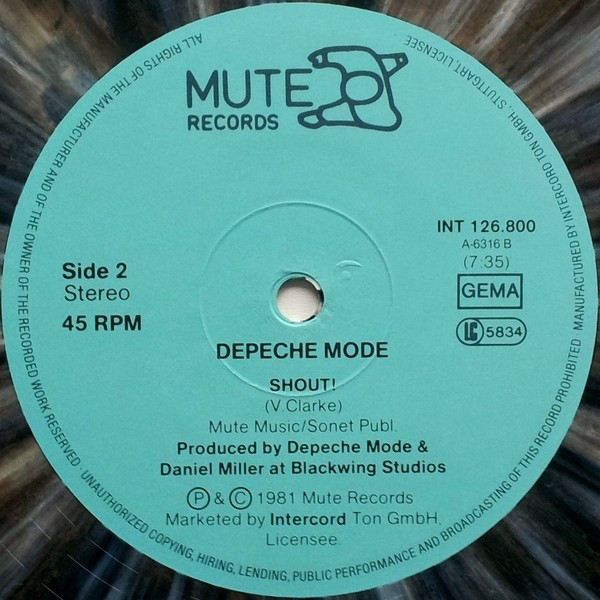 MUTE
RECORDS
INT 126.800
A-6316 B
(7:35)
GEMA
LC 5834
Side 2
Stereo
45 RPM
DEPECHE MODE
SHOUT!
(V.Clarke)
Mute Music/Sonet Publ.
Produced by Depeche Mode &
Daniel Miller at Blackwing Studios
Ⓟ & Ⓒ 1981 Mute Records
Marketed by Intercord Ton GmbH,
Licensee.
ALL RIGHTS OF THE MANUFACTURER AND OF THE OWNER OF THE RECORDED WORK RESERVED · UNAUTHORIZED COPYING, HIRING, LENDING, PUBLIC PERFORMANCE AND BROADCASTING OF THIS RECORD PROHIBITED · MANUFACTURED BY INTERCORD TON GMBH, STUTTGART, LICENSEE.